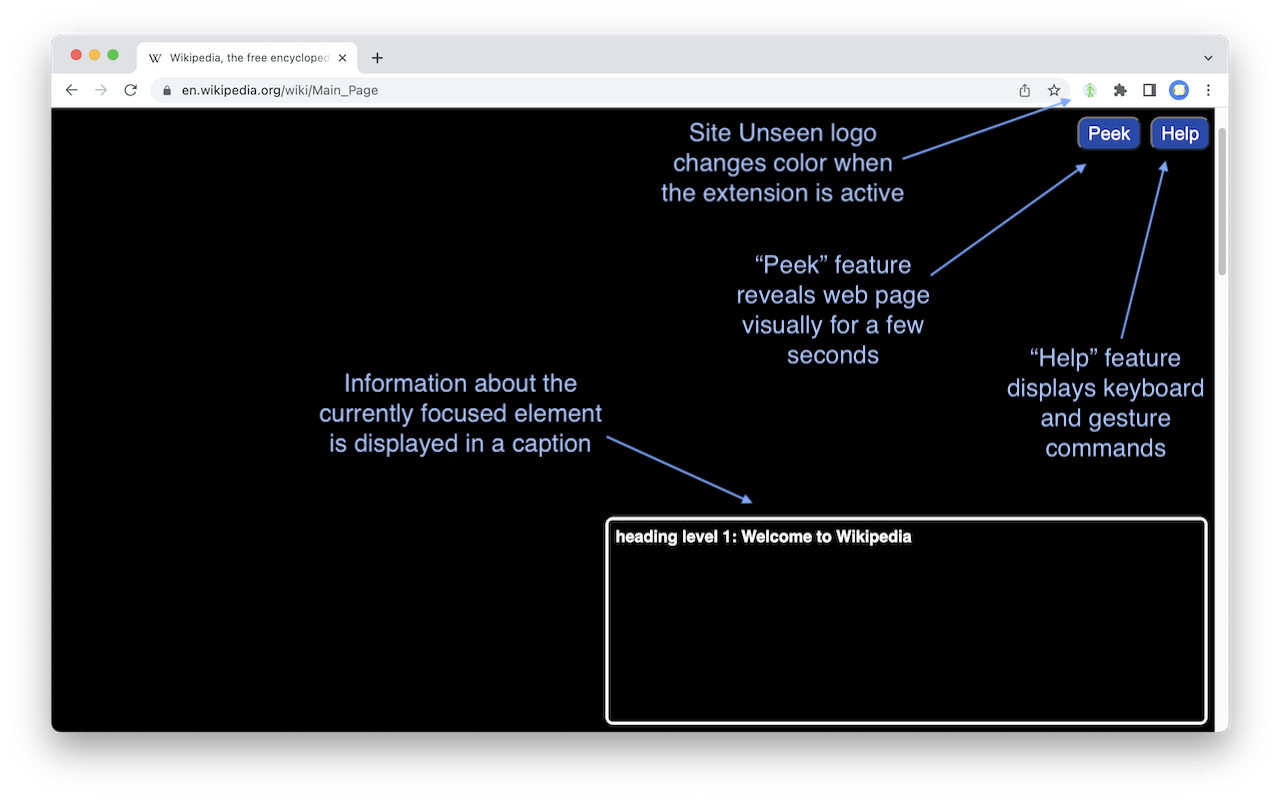 Wikipedia, the free encycloped
en.wikipedia.org/wiki/Main_Page
Peek
Help
Site Unseen logo
changes color when
the extension is active
“Peek” feature
reveals web page
visually for a few
seconds
“Help” feature
displays keyboard
and gesture
commands
Information about the
currently focused element
is displayed in a caption
heading level 1: Welcome to Wikipedia